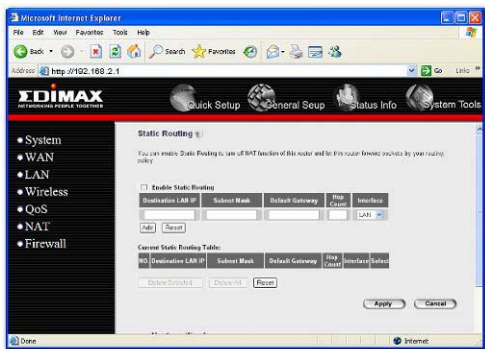 Microsoft Internet Explorer
File Edit View Favorites Tools Help
Back Search Favorites
Address http://192.168.2.1 Go Links »
EDIMAX
NETWORKING PEOPLE TOGETHER
Quick Setup General Seup Status Info System Tools
System
WAN
LAN
Wireless
QoS
NAT
Firewall
Static Routing
You can enable Static Routing to turn off NAT function of this router and let this router forward packets by your routing
policy.
Enable Static Routing
Destination LAN IP Subnet Mask Default Gateway Hop Count Interface
LAN
Add Reset
Current Static Routing Table:
NO. Destination LAN IP Subnet Mask Default Gateway Hop Count Interface Select
Delete Selected Delete All Reset
Apply Cancel
Done Internet